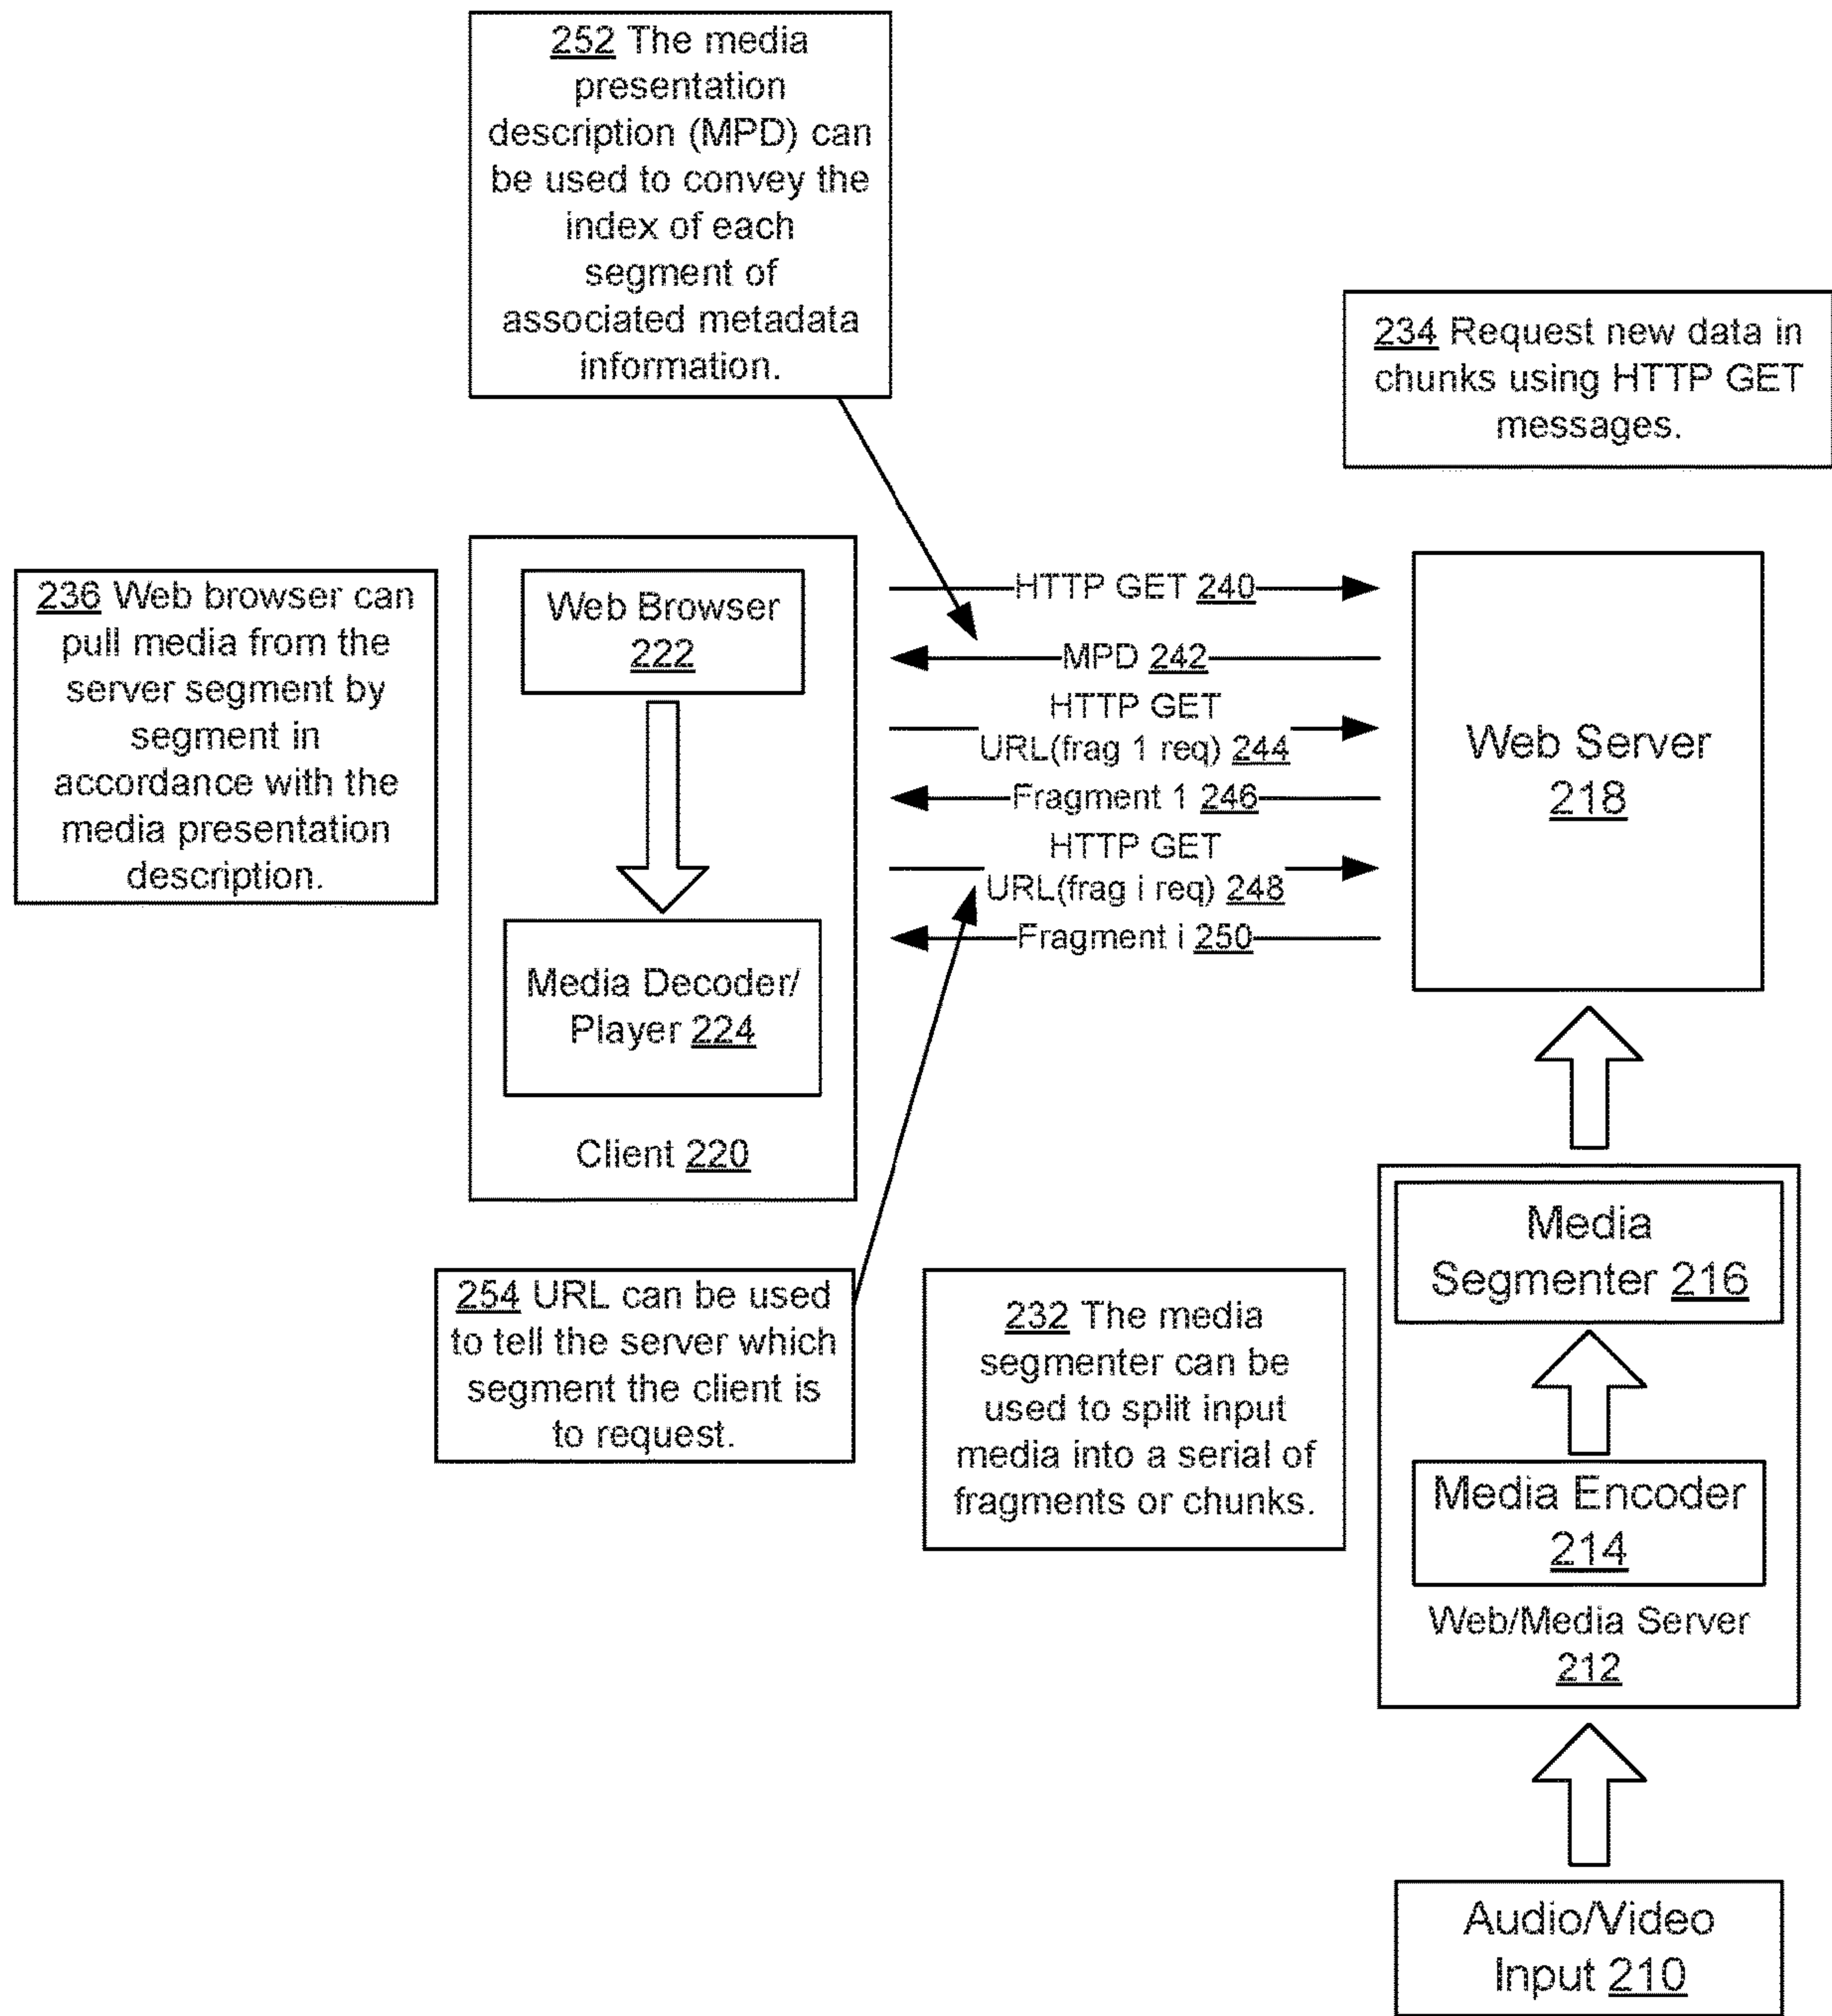 252 The media
presentation
description (MPD) can
be used to convey the
index of each
segment of
associated metadata
information.
234 Request new data in
chunks using HTTP GET
messages.
236 Web browser can
pull media from the
server segment by
segment in
accordance with the
media presentation
description.
Web Browser
222
Media Decoder/
Player 224
Client 220
HTTP GET 240
MPD 242
HTTP GET
URL(frag 1 req) 244
Fragment 1 246
HTTP GET
URL(frag i req) 248
Fragment i 250
Web Server
218
254 URL can be used
to tell the server which
segment the client is
to request.
232 The media
segmenter can be
used to split input
media into a serial of
fragments or chunks.
Media
Segmenter 216
Media Encoder
214
Web/Media Server
212
Audio/Video
Input 210